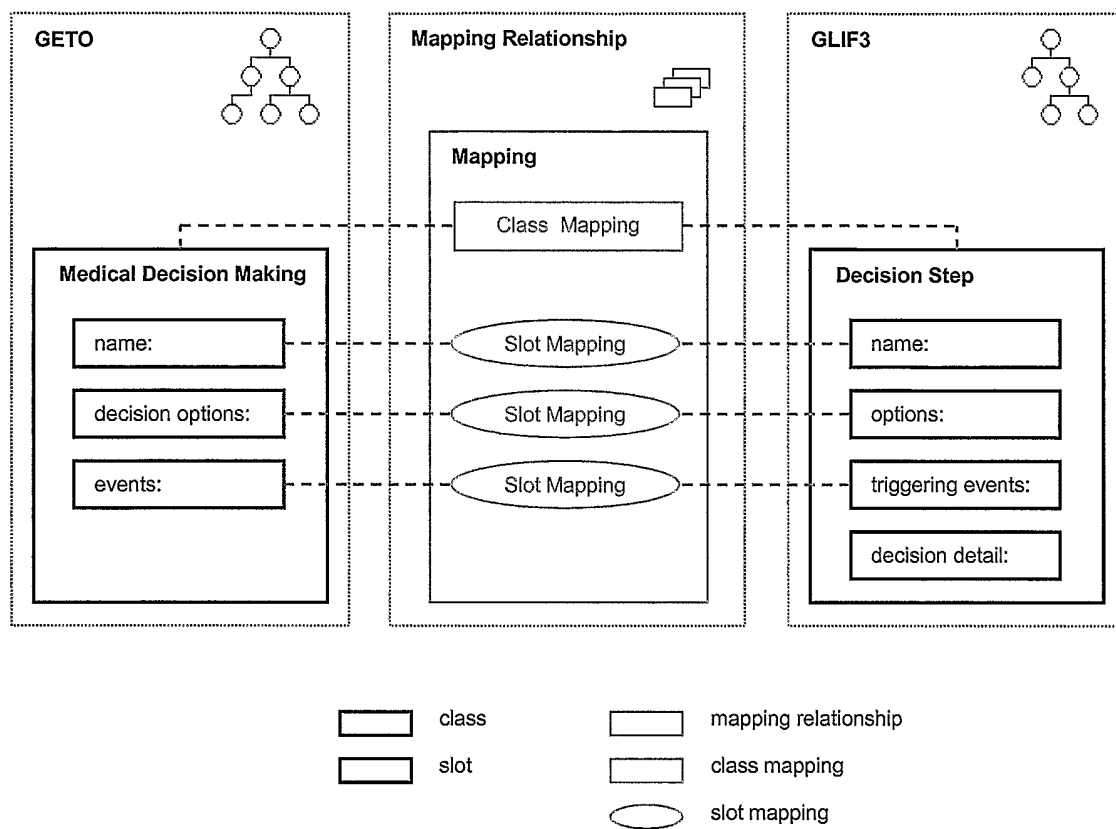 GETO
Mapping Relationship
GLIF3
Mapping
Class Mapping
Medical Decision Making
Decision Step
name:
Slot Mapping
name:
decision options:
Slot Mapping
options:
events:
Slot Mapping
triggering events:
decision detail:
class
mapping relationship
slot
class mapping
slot mapping